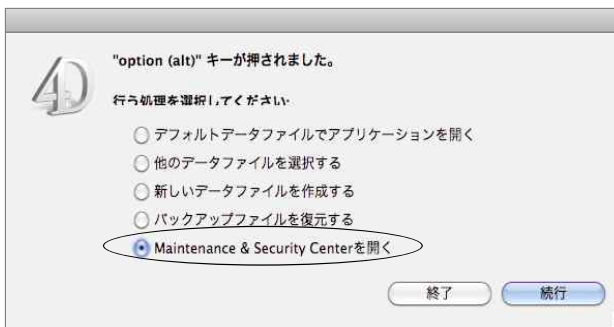 4D
"option (alt)" キーが押されました。
行う処理を選択してください:
デフォルトデータファイルでアプリケーションを開く
他のデータファイルを選択する
新しいデータファイルを作成する
バックアップファイルを復元する
Maintenance & Security Centerを開く
終了 続行